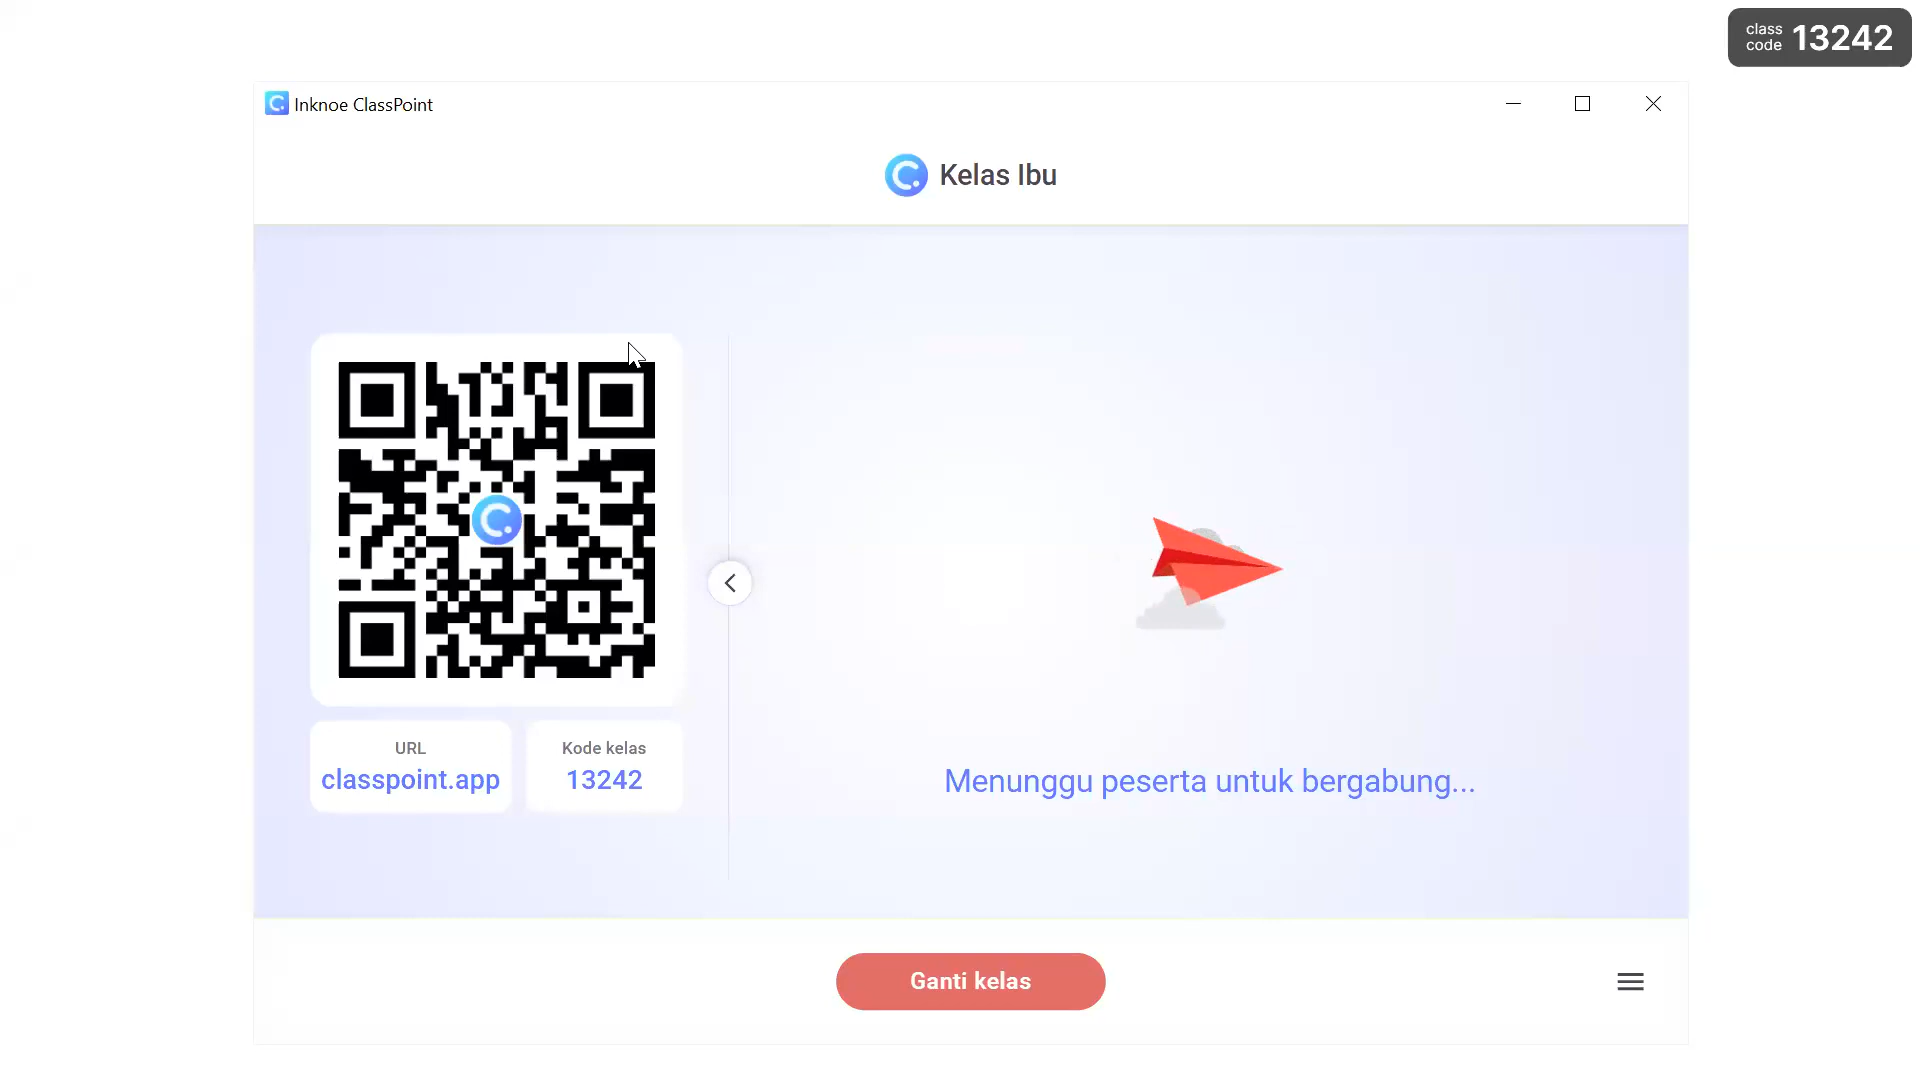 class
code 13242
Inknoe ClassPoint
Kelas Ibu
URL
classpoint.app
Kode kelas
13242
Menunggu peserta untuk bergabung...
Ganti kelas